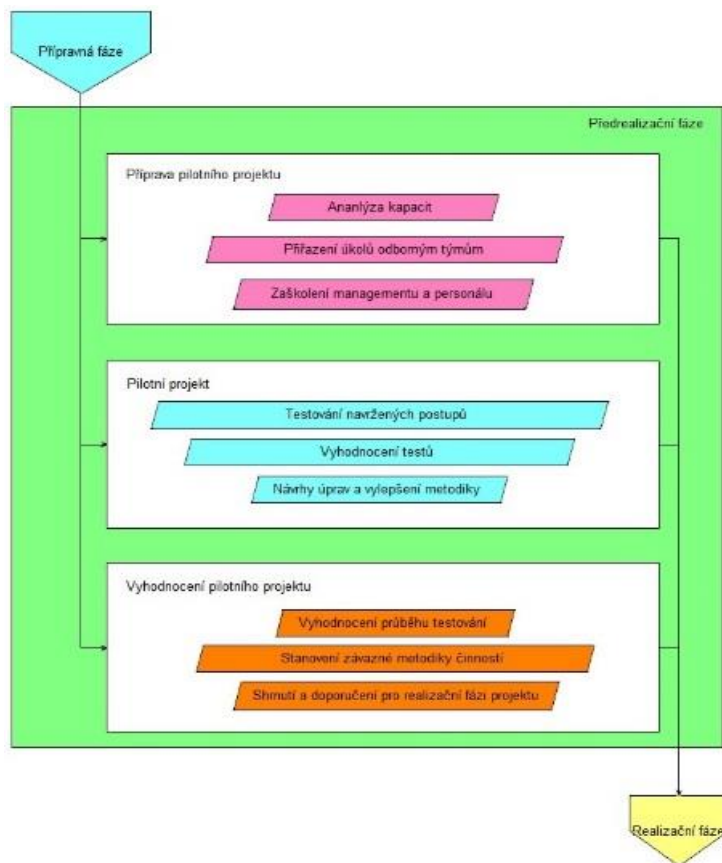 Přípravná fáze
Předrealizační fáze
Příprava pilotního projektu
Ananlýza kapacit
Přiřazení úkolů odborným týmům
Zaškolení managementu a personálu
Pilotní projekt
Testování navržených postupů
Vyhodnocení testů
Návrhy úprav a vylepšení metodiky
Vyhodnocení pilotního projektu
Vyhodnocení průběhu testování
Stanovení závazné metodiky činností
Shrnutí a doporučení pro realizační fázi projektu
Realizační fáze